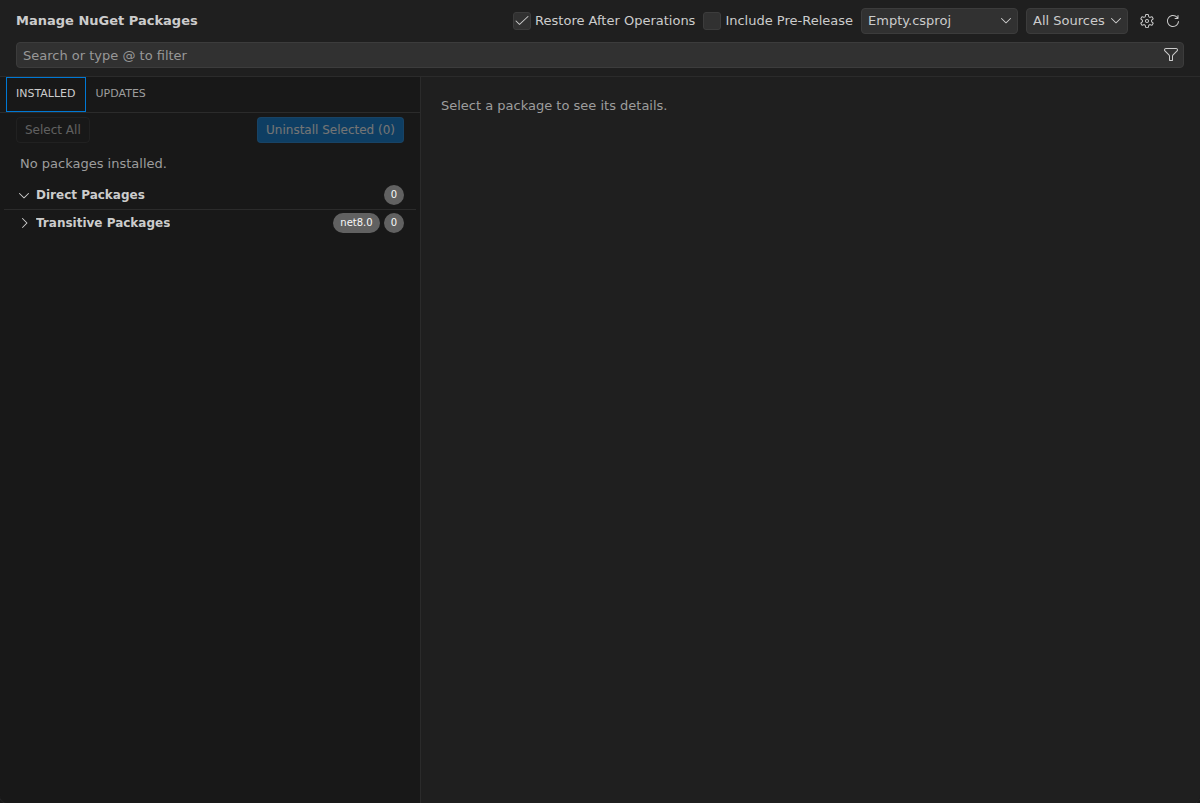 Manage NuGet Packages
Restore After Operations
Include Pre-Release
Empty.csproj
All Sources
Search or type @ to filter
INSTALLED
UPDATES
Select All
Uninstall Selected (0)
No packages installed.
Direct Packages
0
Transitive Packages
net8.0
0
Select a package to see its details.